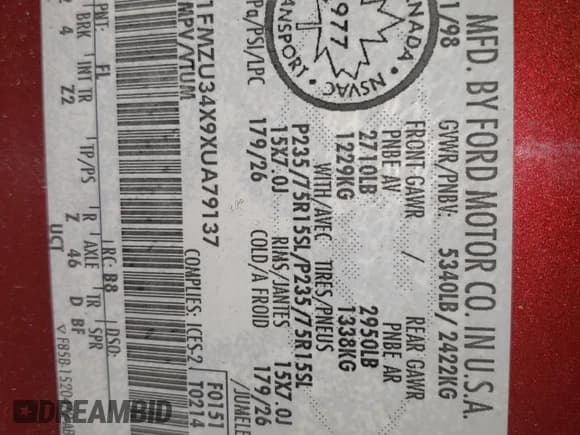 MFD. BY FORD MOTOR CO. IN U.S.A.
1/98
GVWR/PNBV: 5340LB/2422KG
FRONT GAWR / REAR GAWR
PNBE AV PNBE AR
2710LB 2950LB
1229KG 1338KG
WITH/AVEC TIRES/PNEUS
P235/75R15SL/P235/75R15SL
15X7.0J RIMS/JANTES 15X7.0J
179/26 COLD/A FROID 179/26
/PSI/LPC
CANADA
TRANSPORT
977
NSVAC
1FMZU34X9XUA79137
MPV/VTUM
COMPLIES: ICES-2
F0151
T0214
PNT: FL
RC: B8
DSO:
BRK INT TR TP/PS R AXLE TR SPR
4 Z2 Z 46 D BF
UCT
▽ F85B-1520
DREAMBID